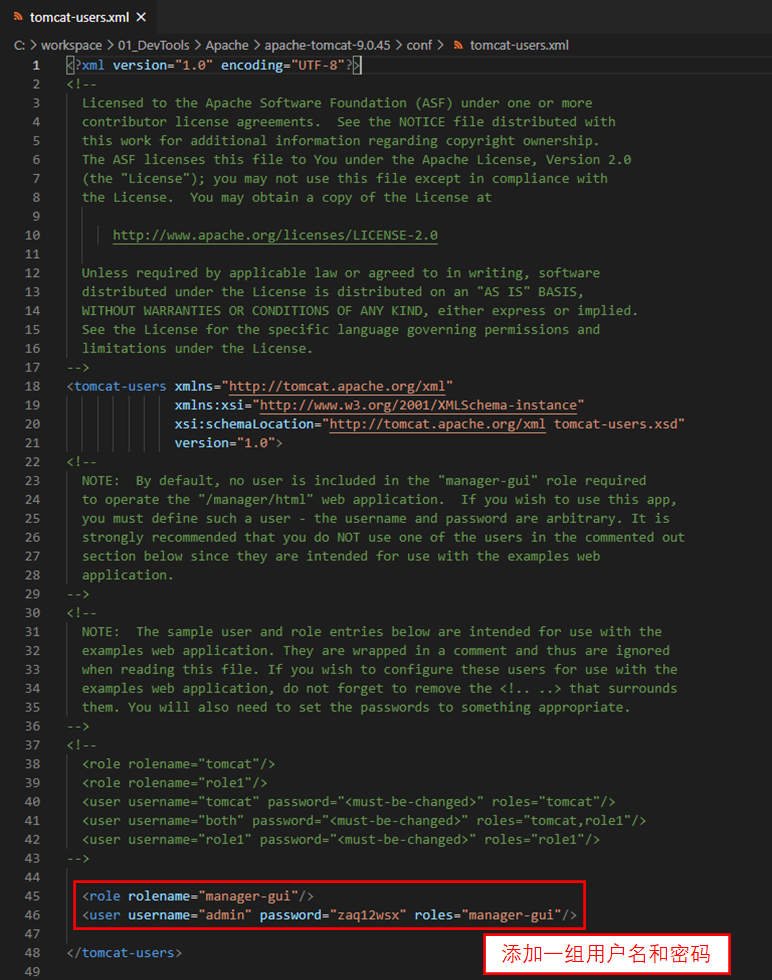 tomcat-users.xml ×
C: > workspace > 01_DevTools > Apache > apache-tomcat-9.0.45 > conf > tomcat-users.xml
1 <?xml version="1.0" encoding="UTF-8"?>
2 <!--
3 Licensed to the Apache Software Foundation (ASF) under one or more
4 contributor license agreements.  See the NOTICE file distributed with
5 this work for additional information regarding copyright ownership.
6 The ASF licenses this file to You under the Apache License, Version 2.0
7 (the "License"); you may not use this file except in compliance with
8 the License.  You may obtain a copy of the License at
9
10 http://www.apache.org/licenses/LICENSE-2.0
11
12 Unless required by applicable law or agreed to in writing, software
13 distributed under the License is distributed on an "AS IS" BASIS,
14 WITHOUT WARRANTIES OR CONDITIONS OF ANY KIND, either express or implied.
15 See the License for the specific language governing permissions and
16 limitations under the License.
17 -->
18 <tomcat-users xmlns="http://tomcat.apache.org/xml"
19 xmlns:xsi="http://www.w3.org/2001/XMLSchema-instance"
20 xsi:schemaLocation="http://tomcat.apache.org/xml tomcat-users.xsd"
21 version="1.0">
22 <!--
23 NOTE:  By default, no user is included in the "manager-gui" role required
24 to operate the "/manager/html" web application.  If you wish to use this app,
25 you must define such a user - the username and password are arbitrary. It is
26 strongly recommended that you do NOT use one of the users in the commented out
27 section below since they are intended for use with the examples web
28 application.
29 -->
30 <!--
31 NOTE:  The sample user and role entries below are intended for use with the
32 examples web application. They are wrapped in a comment and thus are ignored
33 when reading this file. If you wish to configure these users for use with the
34 examples web application, do not forget to remove the <!.. ..> that surrounds
35 them. You will also need to set the passwords to something appropriate.
36 -->
37 <!--
38 <role rolename="tomcat"/>
39 <role rolename="role1"/>
40 <user username="tomcat" password="<must-be-changed>" roles="tomcat"/>
41 <user username="both" password="<must-be-changed>" roles="tomcat,role1"/>
42 <user username="role1" password="<must-be-changed>" roles="role1"/>
43 -->
44
45 <role rolename="manager-gui"/>
46 <user username="admin" password="zaq12wsx" roles="manager-gui"/>
47
48 </tomcat-users>
添加一组用户名和密码
49